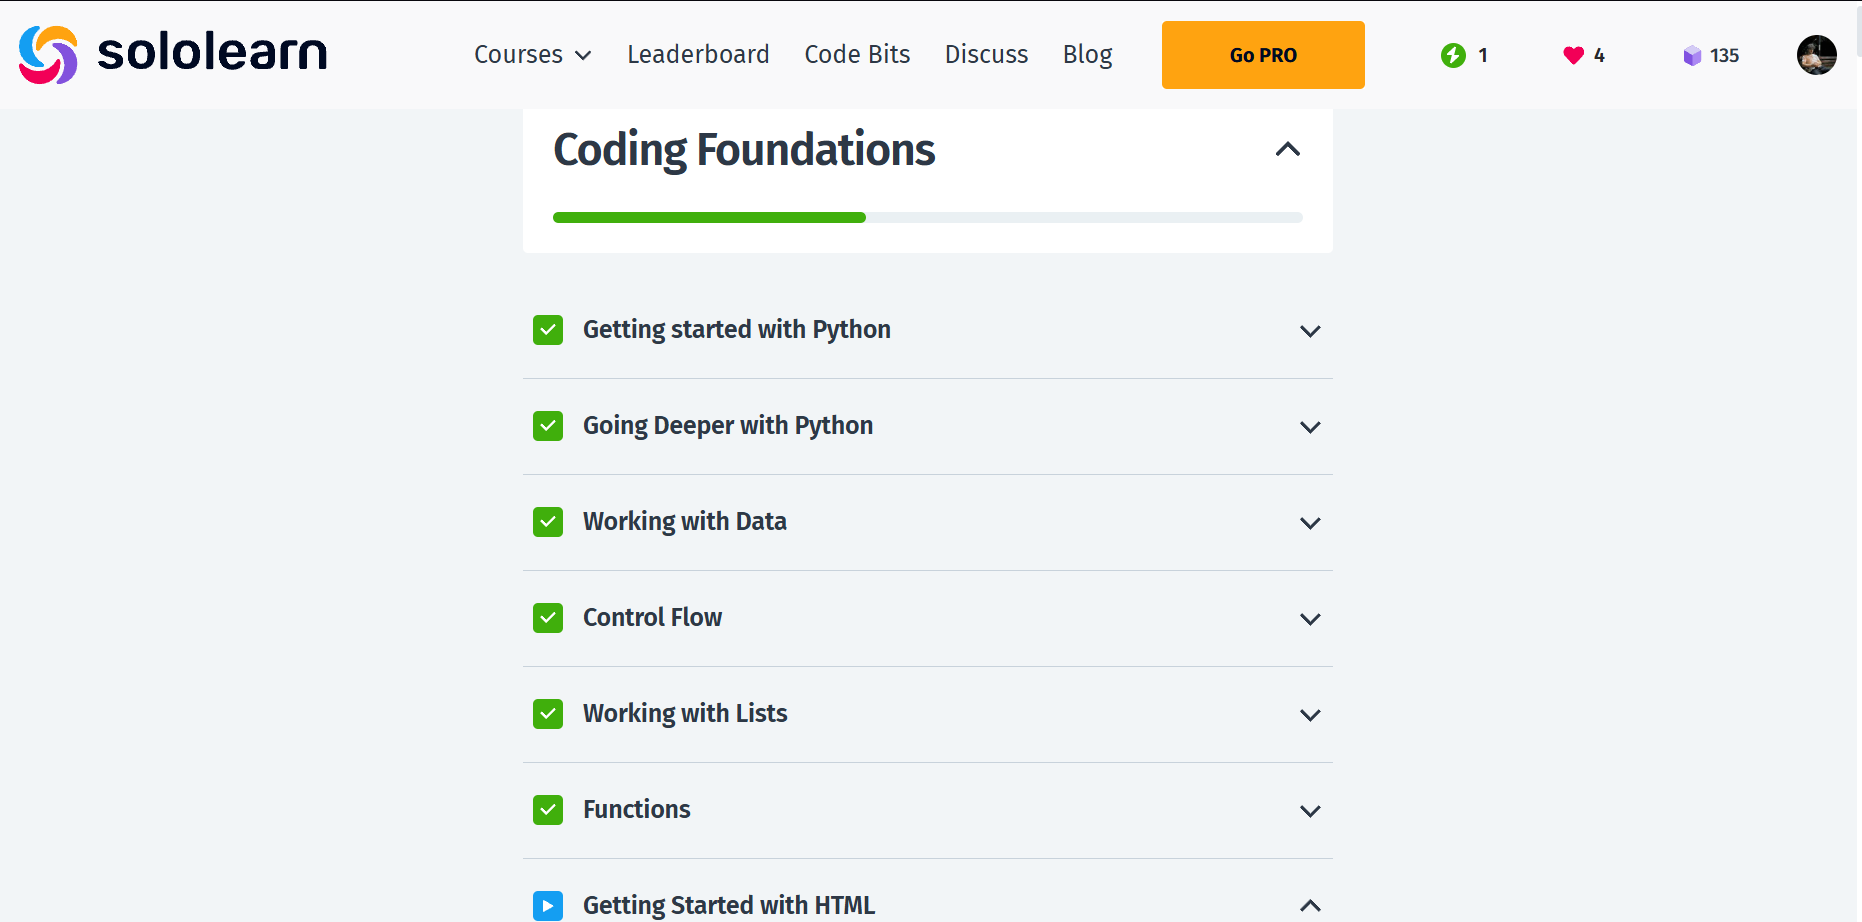 sololearn
Courses Leaderboard Code Bits Discuss Blog Go PRO 1 4 135
Coding Foundations
Getting started with Python
Going Deeper with Python
Working with Data
Control Flow
Working with Lists
Functions
Getting Started with HTML